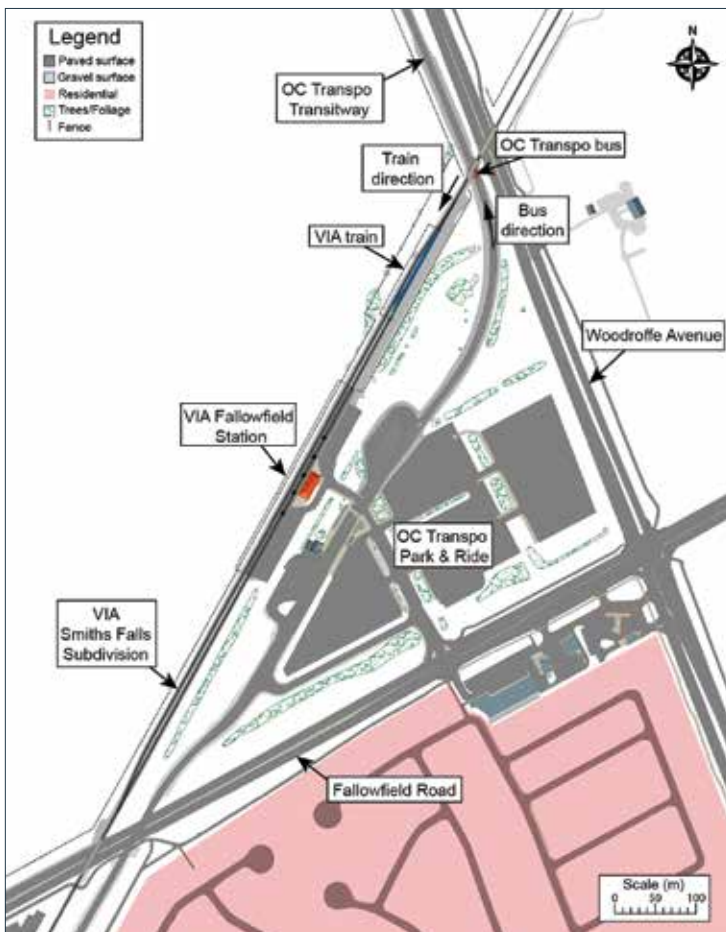 Legend
Paved surface
Gravel surface
Residential
Trees/Foliage
Fence
N
OC Transpo
Transitway
OC Transpo bus
Train
direction
Bus
direction
VIA train
Woodroffe Avenue
VIA Fallowfield
Station
OC Transpo
Park & Ride
VIA
Smiths Falls
Subdivision
Fallowfield Road
Scale (m)
0 50 100